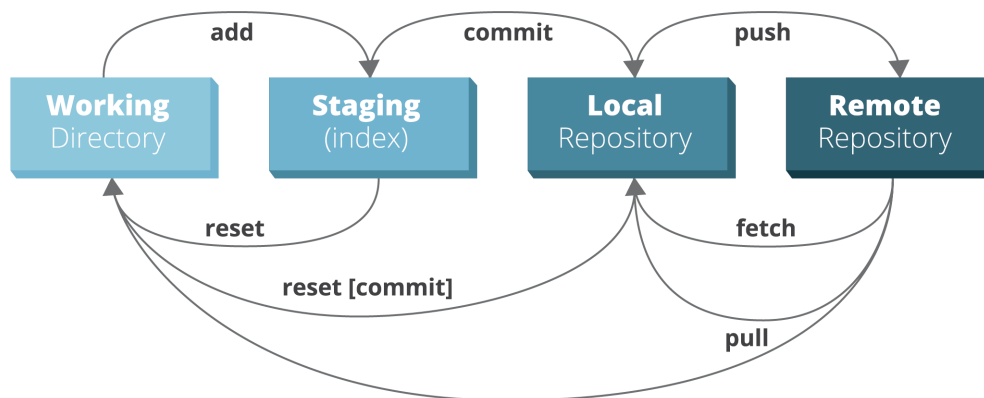 add
commit
push
Working
Directory
Staging
(index)
Local
Repository
Remote
Repository
reset
fetch
reset [commit]
pull